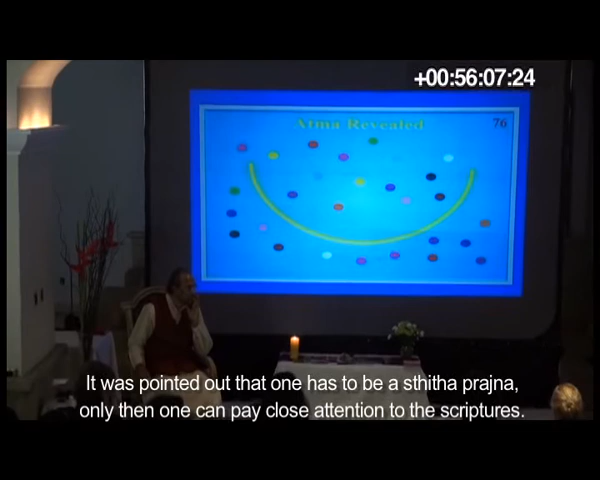 +00:56:07:24
Atma Revealed
76
It was pointed out that one has to be a sthitha prajna,
only then one can pay close attention to the scriptures.